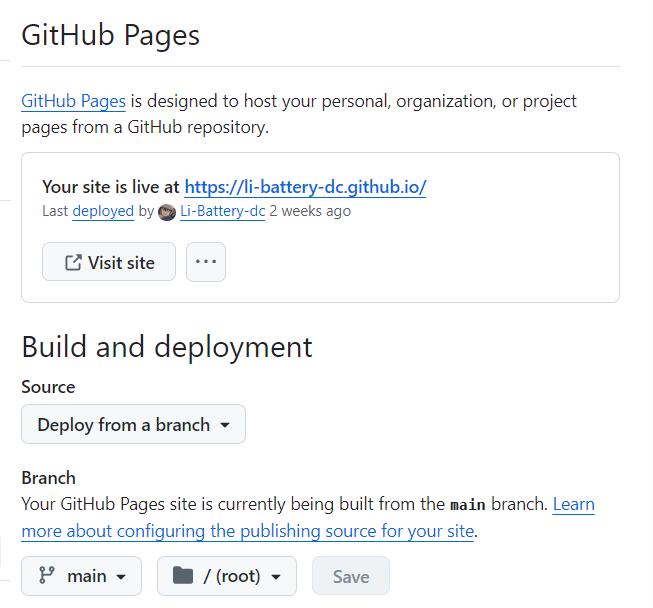 GitHub Pages
GitHub Pages is designed to host your personal, organization, or project
pages from a GitHub repository.
Your site is live at https://li-battery-dc.github.io/
Last deployed by Li-Battery-dc 2 weeks ago
Visit site
Build and deployment
Source
Deploy from a branch
Branch
Your GitHub Pages site is currently being built from the main branch. Learn
more about configuring the publishing source for your site.
main / (root) Save